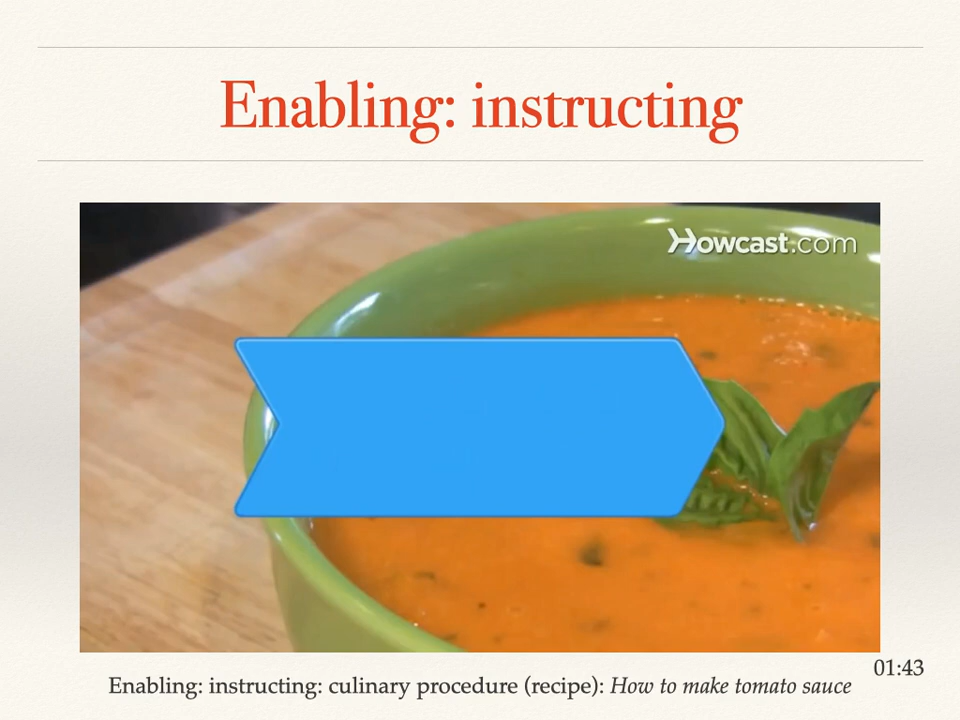 Enabling: instructing
Howcast.com
01:43
Enabling: instructing: culinary procedure (recipe): How to make tomato sauce